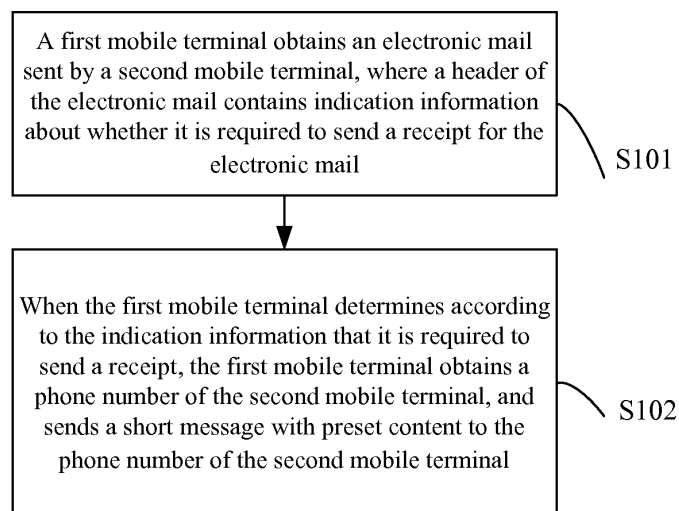 A first mobile terminal obtains an electronic mail
sent by a second mobile terminal, where a header of
the electronic mail contains indication information
about whether it is required to send a receipt for the
electronic mail
S101
When the first mobile terminal determines according
to the indication information that it is required to
send a receipt, the first mobile terminal obtains a
phone number of the second mobile terminal, and
sends a short message with preset content to the
phone number of the second mobile terminal
S102